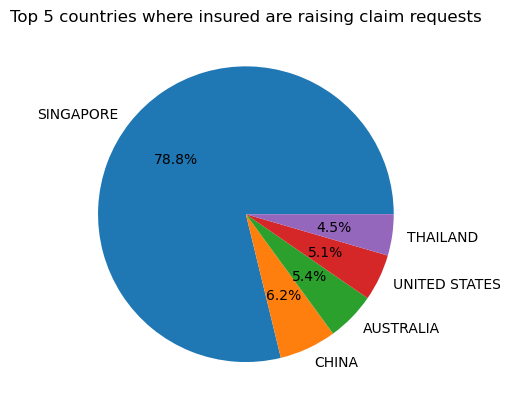 Top 5 countries where insured are raising claim requests
SINGAPORE
78.8%
4.5%
THAILAND
5.1%
UNITED STATES
5.4%
AUSTRALIA
6.2%
CHINA